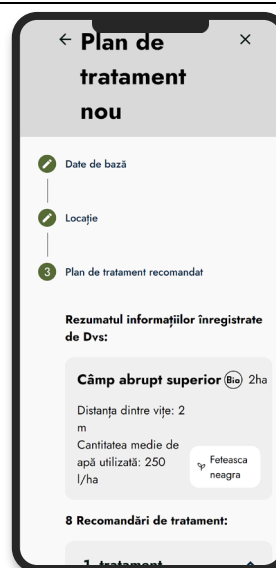 Plan de
tratament
nou
Date de bază
Locație
3 Plan de tratament recomandat
Rezumatul informațiilor înregistrate
de Dvs:
Câmp abrupt superior Bio 2ha
Distanța dintre vițe: 2
m
Cantitatea medie de
apă utilizată: 250
l/ha
Feteasca
neagra
8 Recomandări de tratament:
1. tratament